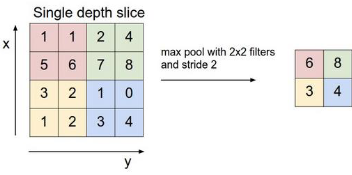 Single depth slice
x
1 1 2 4
5 6 7 8
3 2 1 0
1 2 3 4
y
max pool with 2x2 filters
and stride 2
6 8
3 4